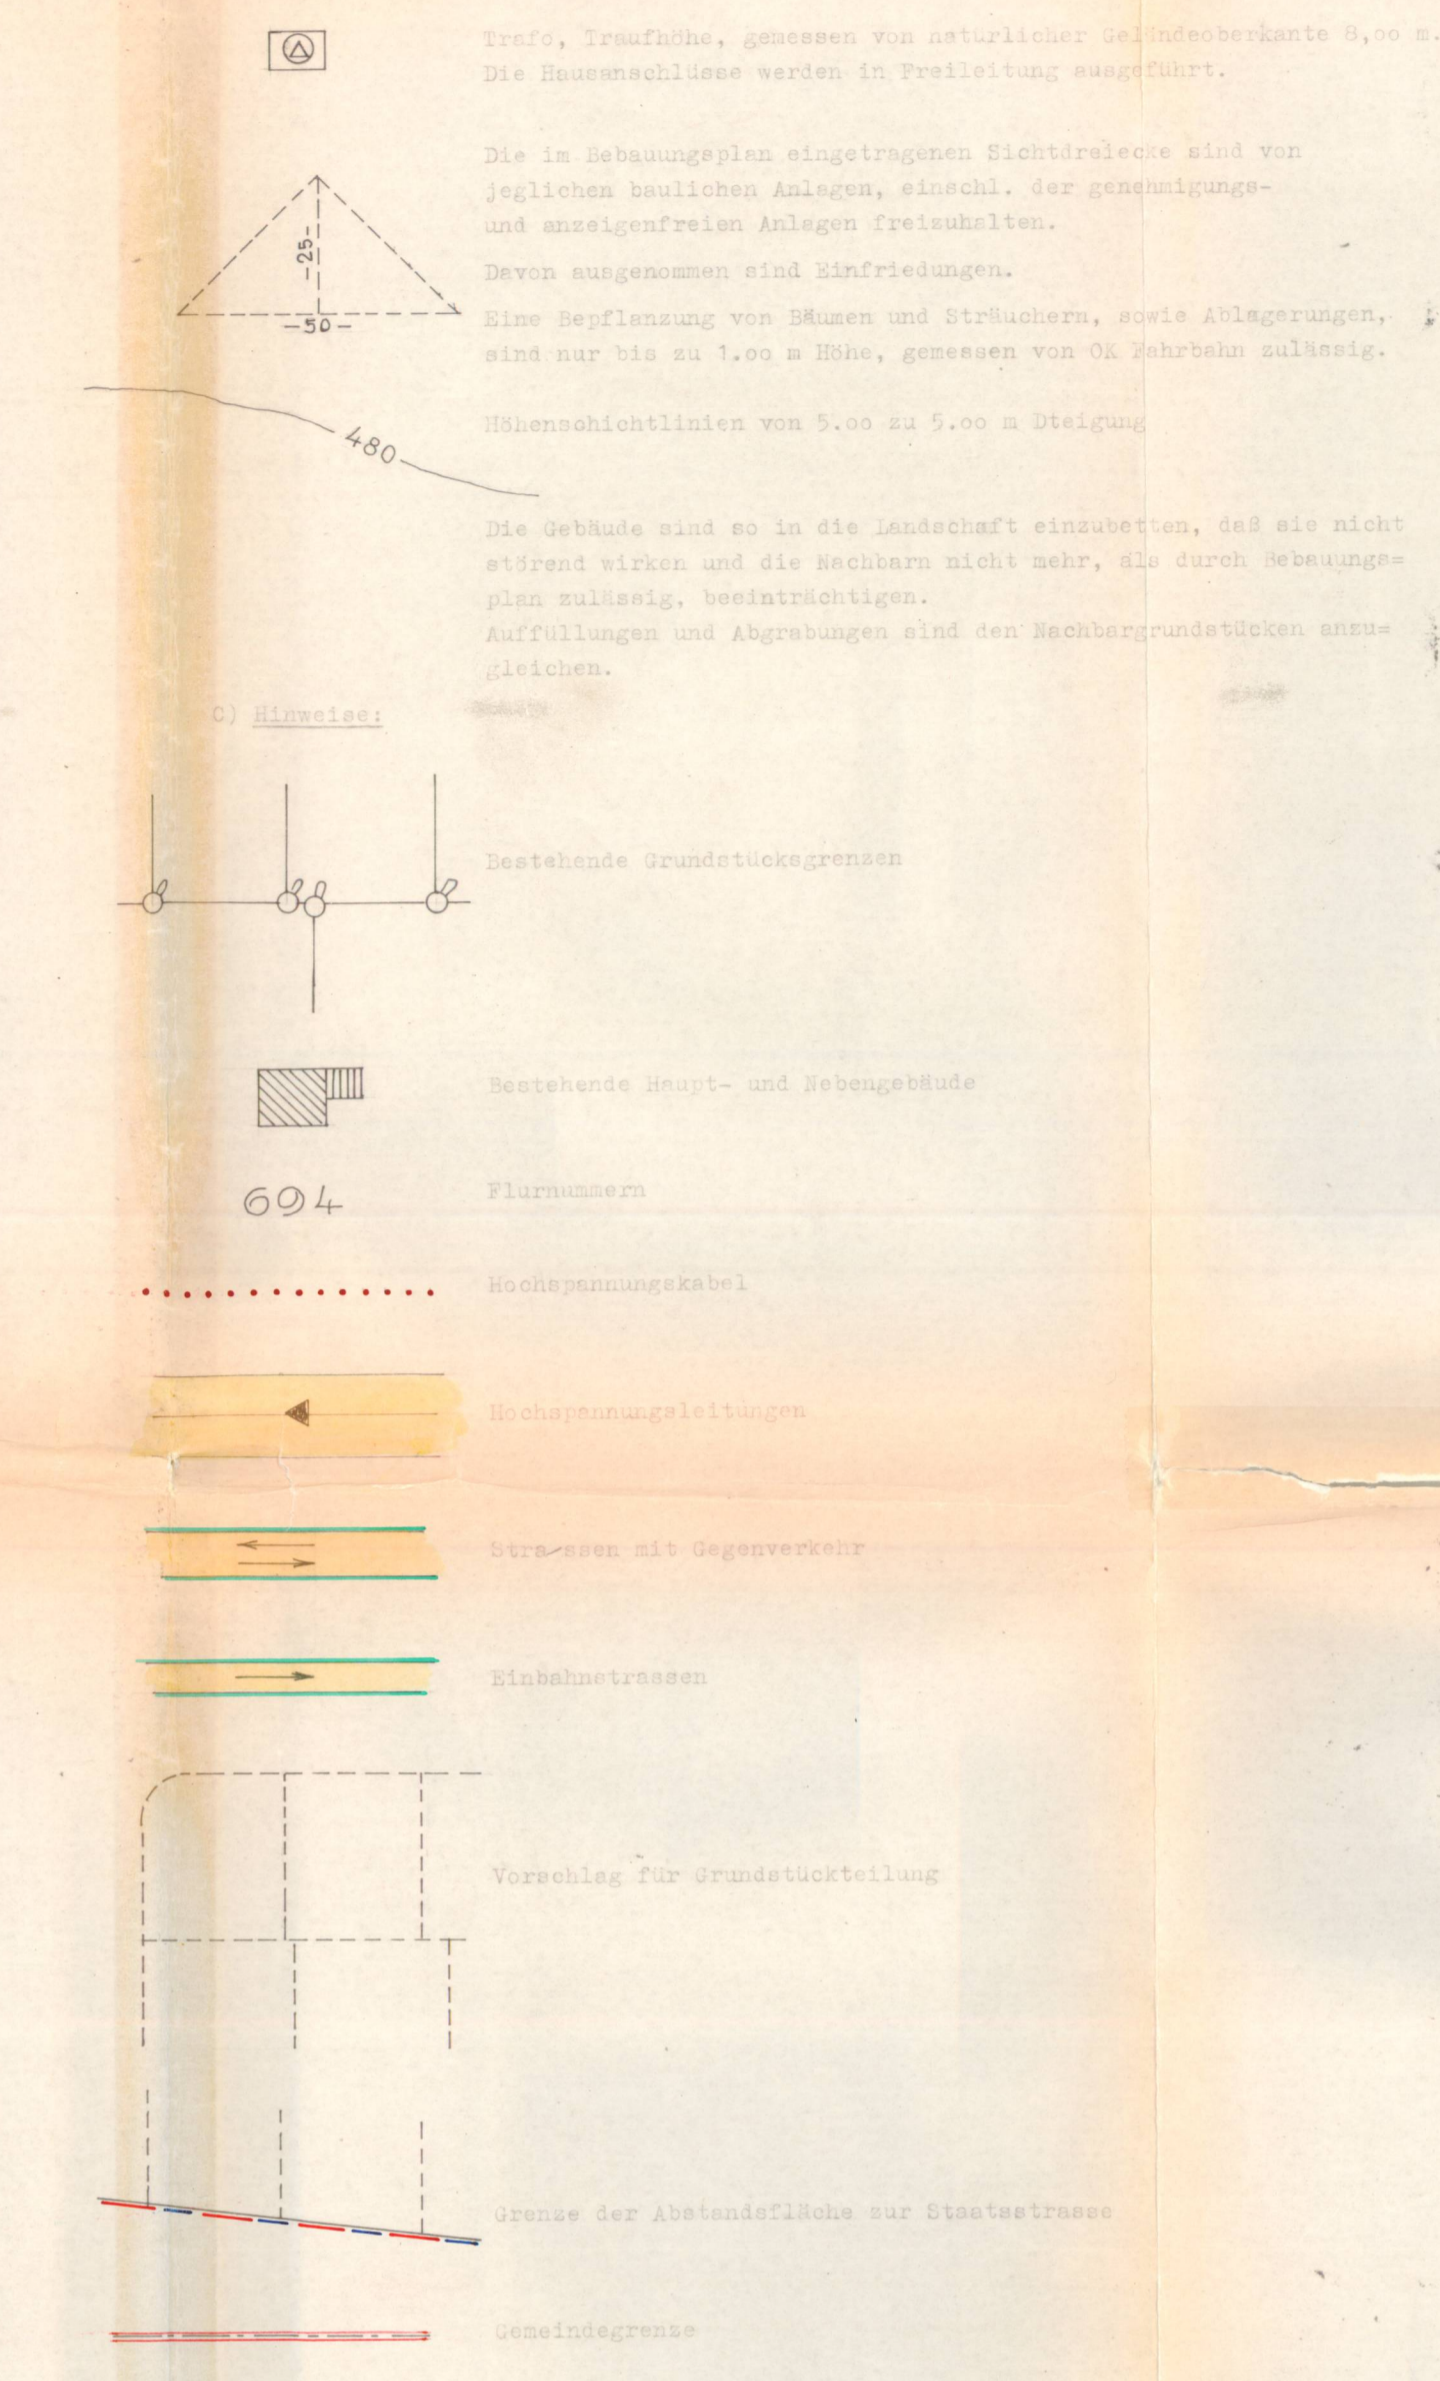 Trafo, Traufhöhe, gemessen von natürlicher Geländeoberkante 8,oo m.
Die Hausanschlüsse werden in Freileitung ausgeführt.
Die im Bebauungsplan eingetragenen Sichtdreiecke sind von
jeglichen baulichen Anlagen, einschl. der genehmigungs-
und anzeigenfreien Anlagen freizuhalten.
-25-
Davon ausgenommen sind Einfriedungen.
-50-
Eine Bepflanzung von Bäumen und Sträuchern, sowie Ablagerungen,
sind nur bis zu 1.oo m Höhe, gemessen von OK Fahrbahn zulässig.
480
Höhenschichtlinien von 5.oo zu 5.oo m Dteigung
Die Gebäude sind so in die Landschaft einzubetten, daß sie nicht
störend wirken und die Nachbarn nicht mehr, als durch Bebauungs=
plan zulässig, beeinträchtigen.
Auffüllungen und Abgrabungen sind den Nachbargrundstücken anzu=
gleichen.
C) Hinweise:
Bestehende Grundstücksgrenzen
Bestehende Haupt- und Nebengebäude
694 Flurnummern
Hochspannungskabel
Hochspannungsleitungen
Strassen mit Gegenverkehr
Einbahnstrassen
Vorschlag für Grundstückteilung
Grenze der Abstandsfläche zur Staatsstrasse
Gemeindegrenze